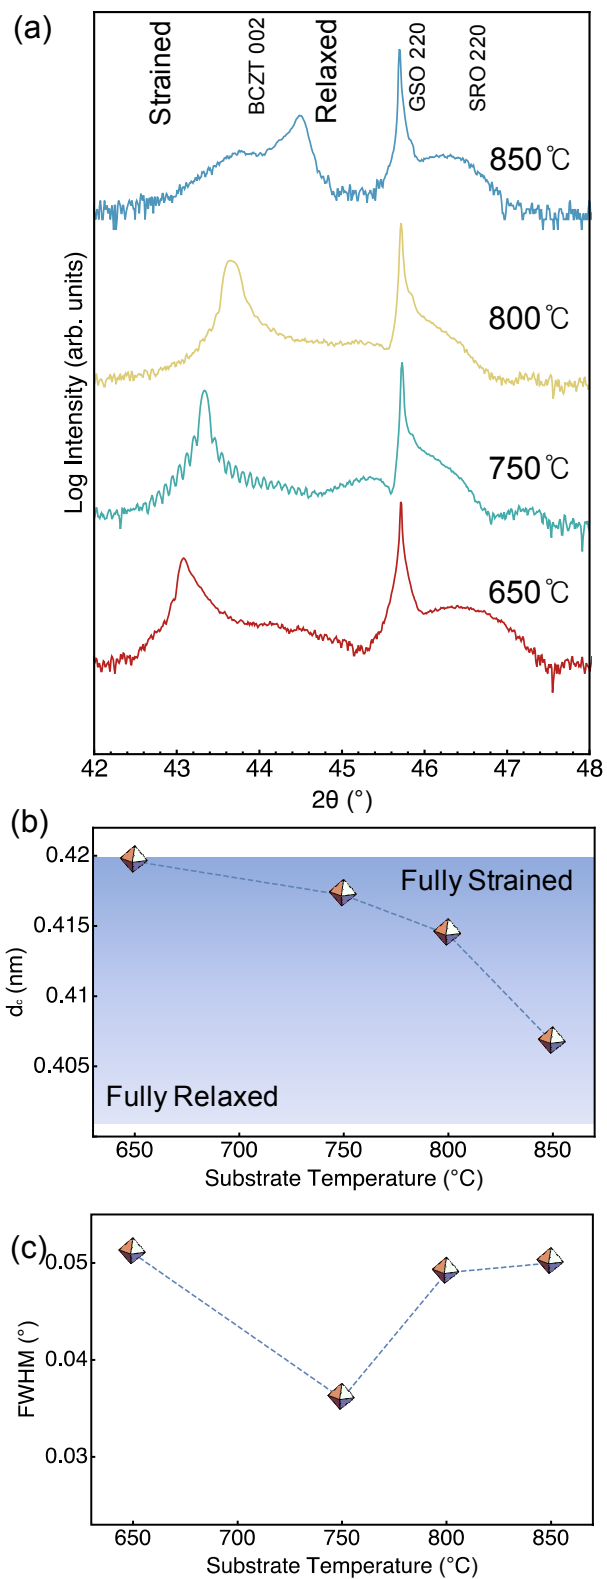 (a)
Strained
BCZT 002
Relaxed
GSO 220
SRO 220
850℃
800℃
750℃
650℃
Log Intensity (arb. units)
42 43 44 45 46 47 48
2θ (°)
(b)
0.42
0.415
0.41
0.405
d꜀ (nm)
Fully Strained
Fully Relaxed
650 700 750 800 850
Substrate Temperature (°C)
(c)
0.05
0.04
0.03
FWHM (°)
650 700 750 800 850
Substrate Temperature (°C)